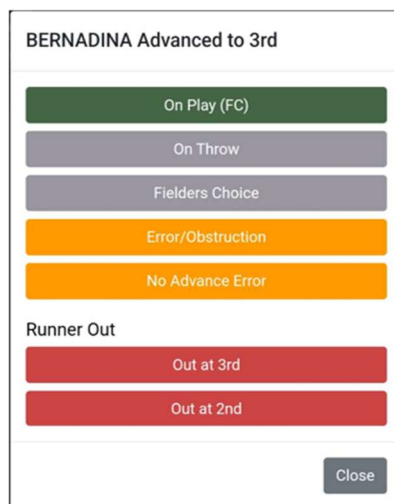 BERNADINA Advanced to 3rd
On Play (FC)
On Throw
Fielders Choice
Error/Obstruction
No Advance Error
Runner Out
Out at 3rd
Out at 2nd
Close